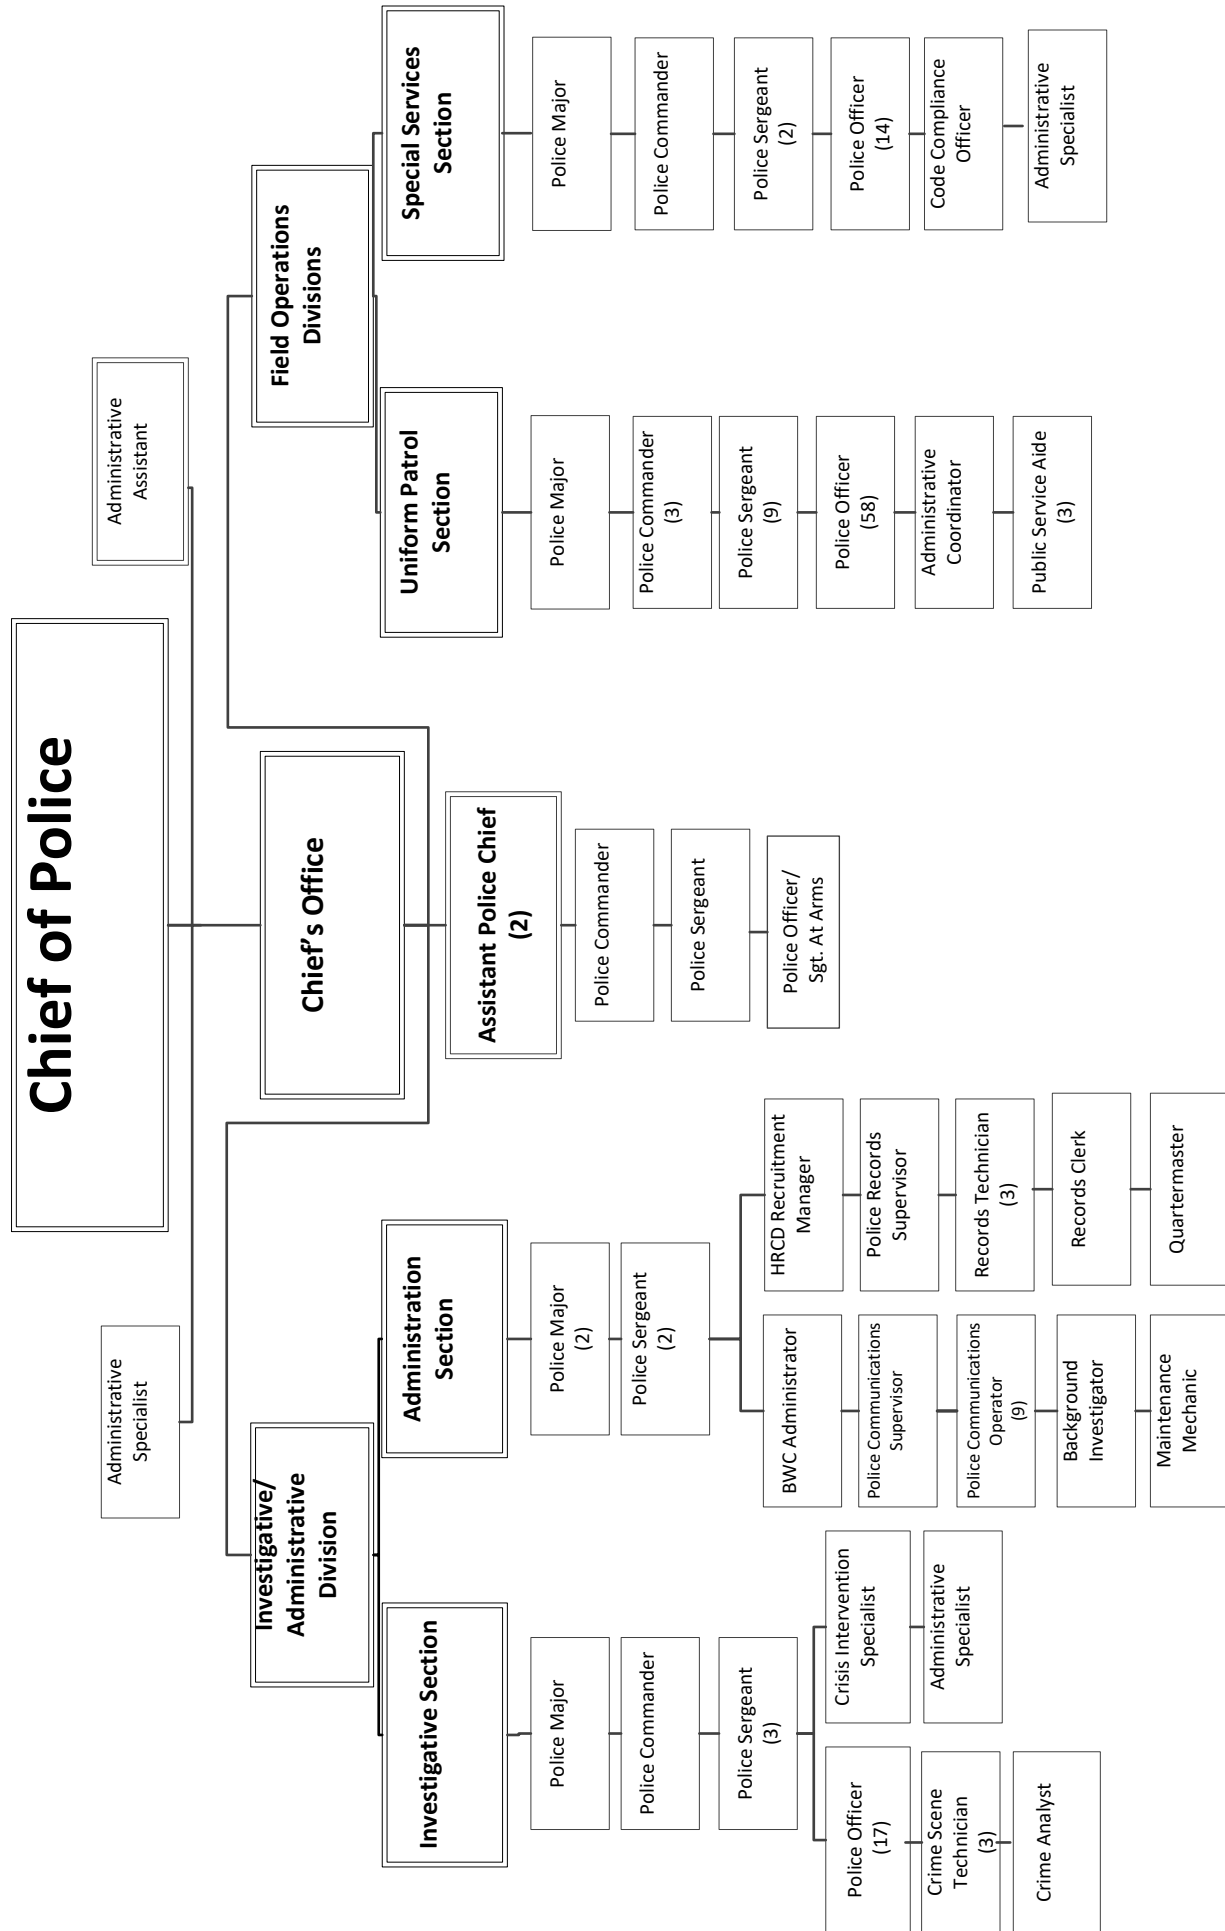 Chief of Police
Administrative
Specialist
Administrative
Assistant
Chief’s Office
Investigative/
Administrative
Division
Field Operations
Divisions
Investigative Section
Administration
Section
Assistant Police Chief
(2)
Uniform Patrol
Section
Special Services
Section
Police Major
Police Commander
Police Sergeant
(3)
Police Officer
(17)
Crime Scene
Technician
(3)
Crime Analyst
Crisis Intervention
Specialist
Administrative
Specialist
Police Major
(2)
Police Sergeant
(2)
BWC Administrator
Police Communications
Supervisor
Police Communications
Operator
(9)
Background
Investigator
Maintenance
Mechanic
HRCD Recruitment
Manager
Police Records
Supervisor
Records Technician
(3)
Records Clerk
Quartermaster
Police Commander
Police Sergeant
Police Officer/
Sgt. At Arms
Police Major
Police Commander
(3)
Police Sergeant
(9)
Police Officer
(58)
Administrative
Coordinator
Public Service Aide
(3)
Police Major
Police Commander
Police Sergeant
(2)
Police Officer
(14)
Code Compliance
Officer
Administrative
Specialist